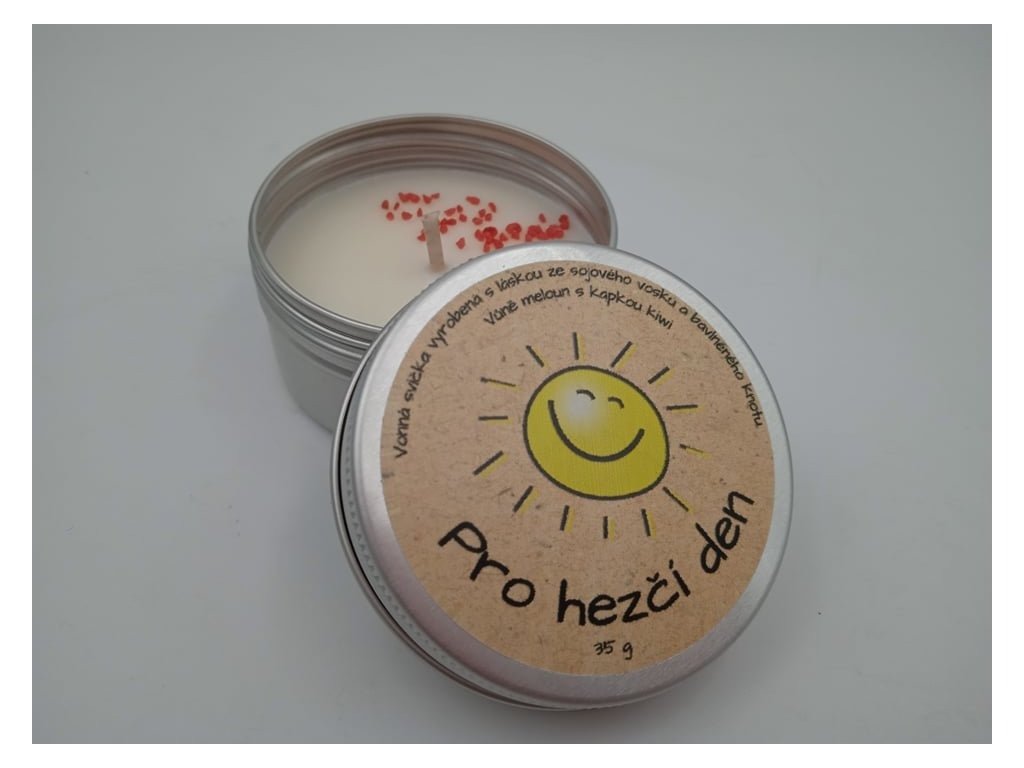 Vonná svíčka vyrobená s láskou ze sojového vosku a bavlněného knotu
Vůně meloun s kapkou kiwi
Pro hezčí den
35 g